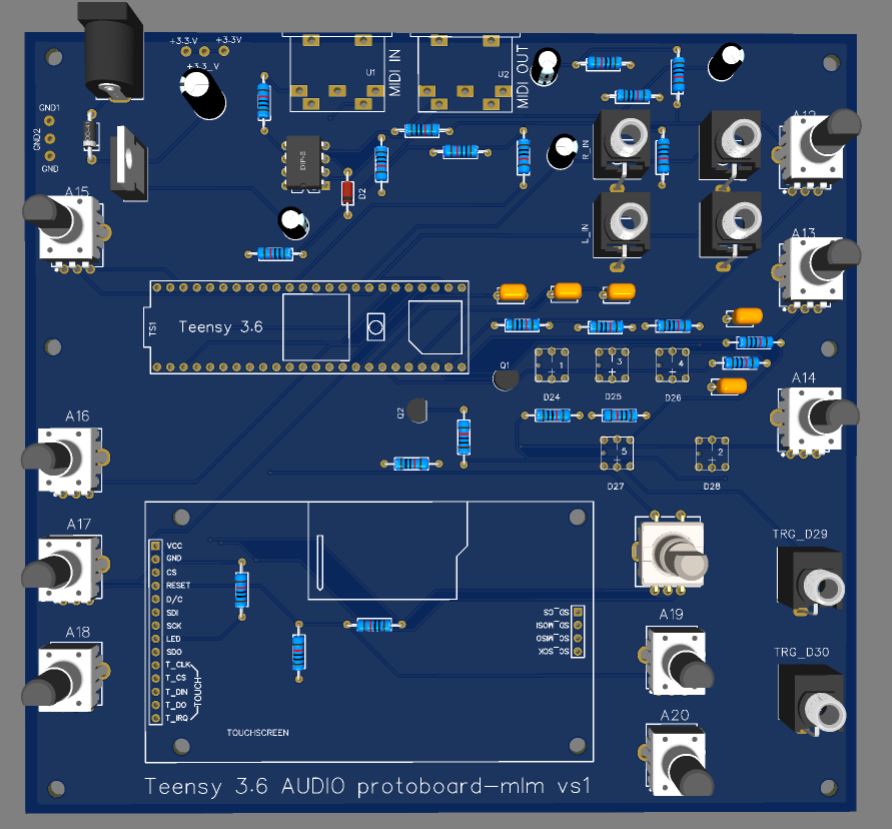 +3.3-V +3.3_V
+3.3_V
GND1
GND2
GND
U1
MIDI IN
U2
MIDI OUT
R_IN
L_IN
A12
A13
A14
A15
DIP-8
D2
TS1
Teensy 3.6
Q1
Q2
1
3
4
D24
D25
D26
5
2
D27
D28
A16
A17
A18
VCC
GND
CS
RESET
D/C
SDI
SCK
LED
SDO
T_CLK
T_CS
T_DIN
T_DO
T_IRQ
TOUCH
TOUCHSCREEN
SD_CS
SD_MOSI
SD_MISO
SD_SCK
TRG_D29
A19
TRG_D30
A20
Teensy 3.6 AUDIO protoboard-mlm vs1